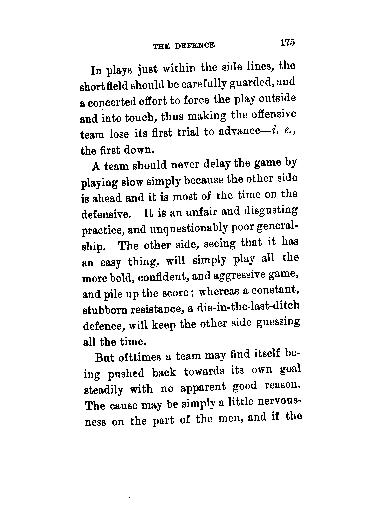 THE DEFENCE 175
In plays just within the side lines, the
shortfield should be carefully guarded, and
a concerted effort to force the play outside
and into touch, thus making the offensive
team lose its first trial to advance—i. e.,
the first down.
A team should never delay the game by
playing slow simply because the other side
is ahead and it is most of the time on the
defensive. It is an unfair and disgusting
practice, and unquestionably poor general-
ship. The other side, seeing that it has
an easy thing, will simply play all the
more bold, confident, and aggressive game,
and pile up the score; whereas a constant,
stubborn resistance, a die-in-the-last-ditch
defence, will keep the other side guessing
all the time.
But ofttimes a team may find itself be-
ing pushed back towards its own goal
steadily with no apparent good reason.
The cause may be simply a little nervous-
ness on the part of the men, and if the